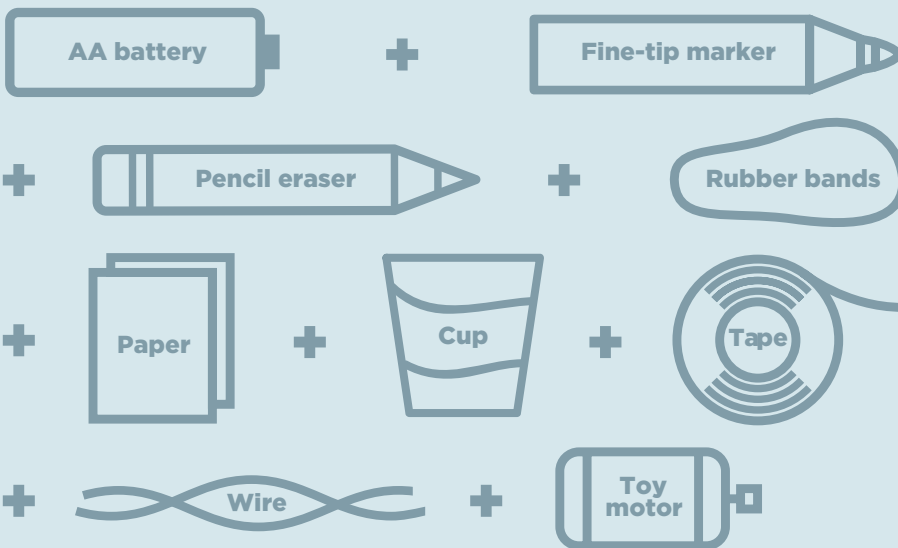 AA battery
+
Fine-tip marker
+
Pencil eraser
+
Rubber bands
+
Paper
+
Cup
+
Tape
+
Wire
+
Toy
motor